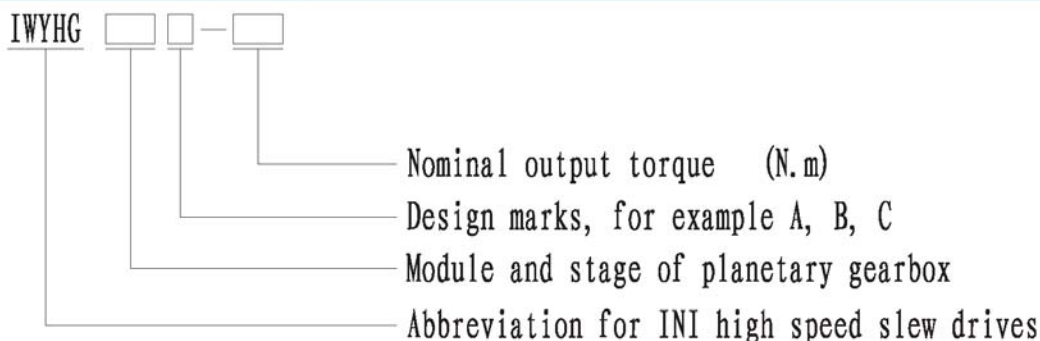 IWYHG
Nominal output torque (N.m)
Design marks, for example A, B, C
Module and stage of planetary gearbox
Abbreviation for INI high speed slew drives